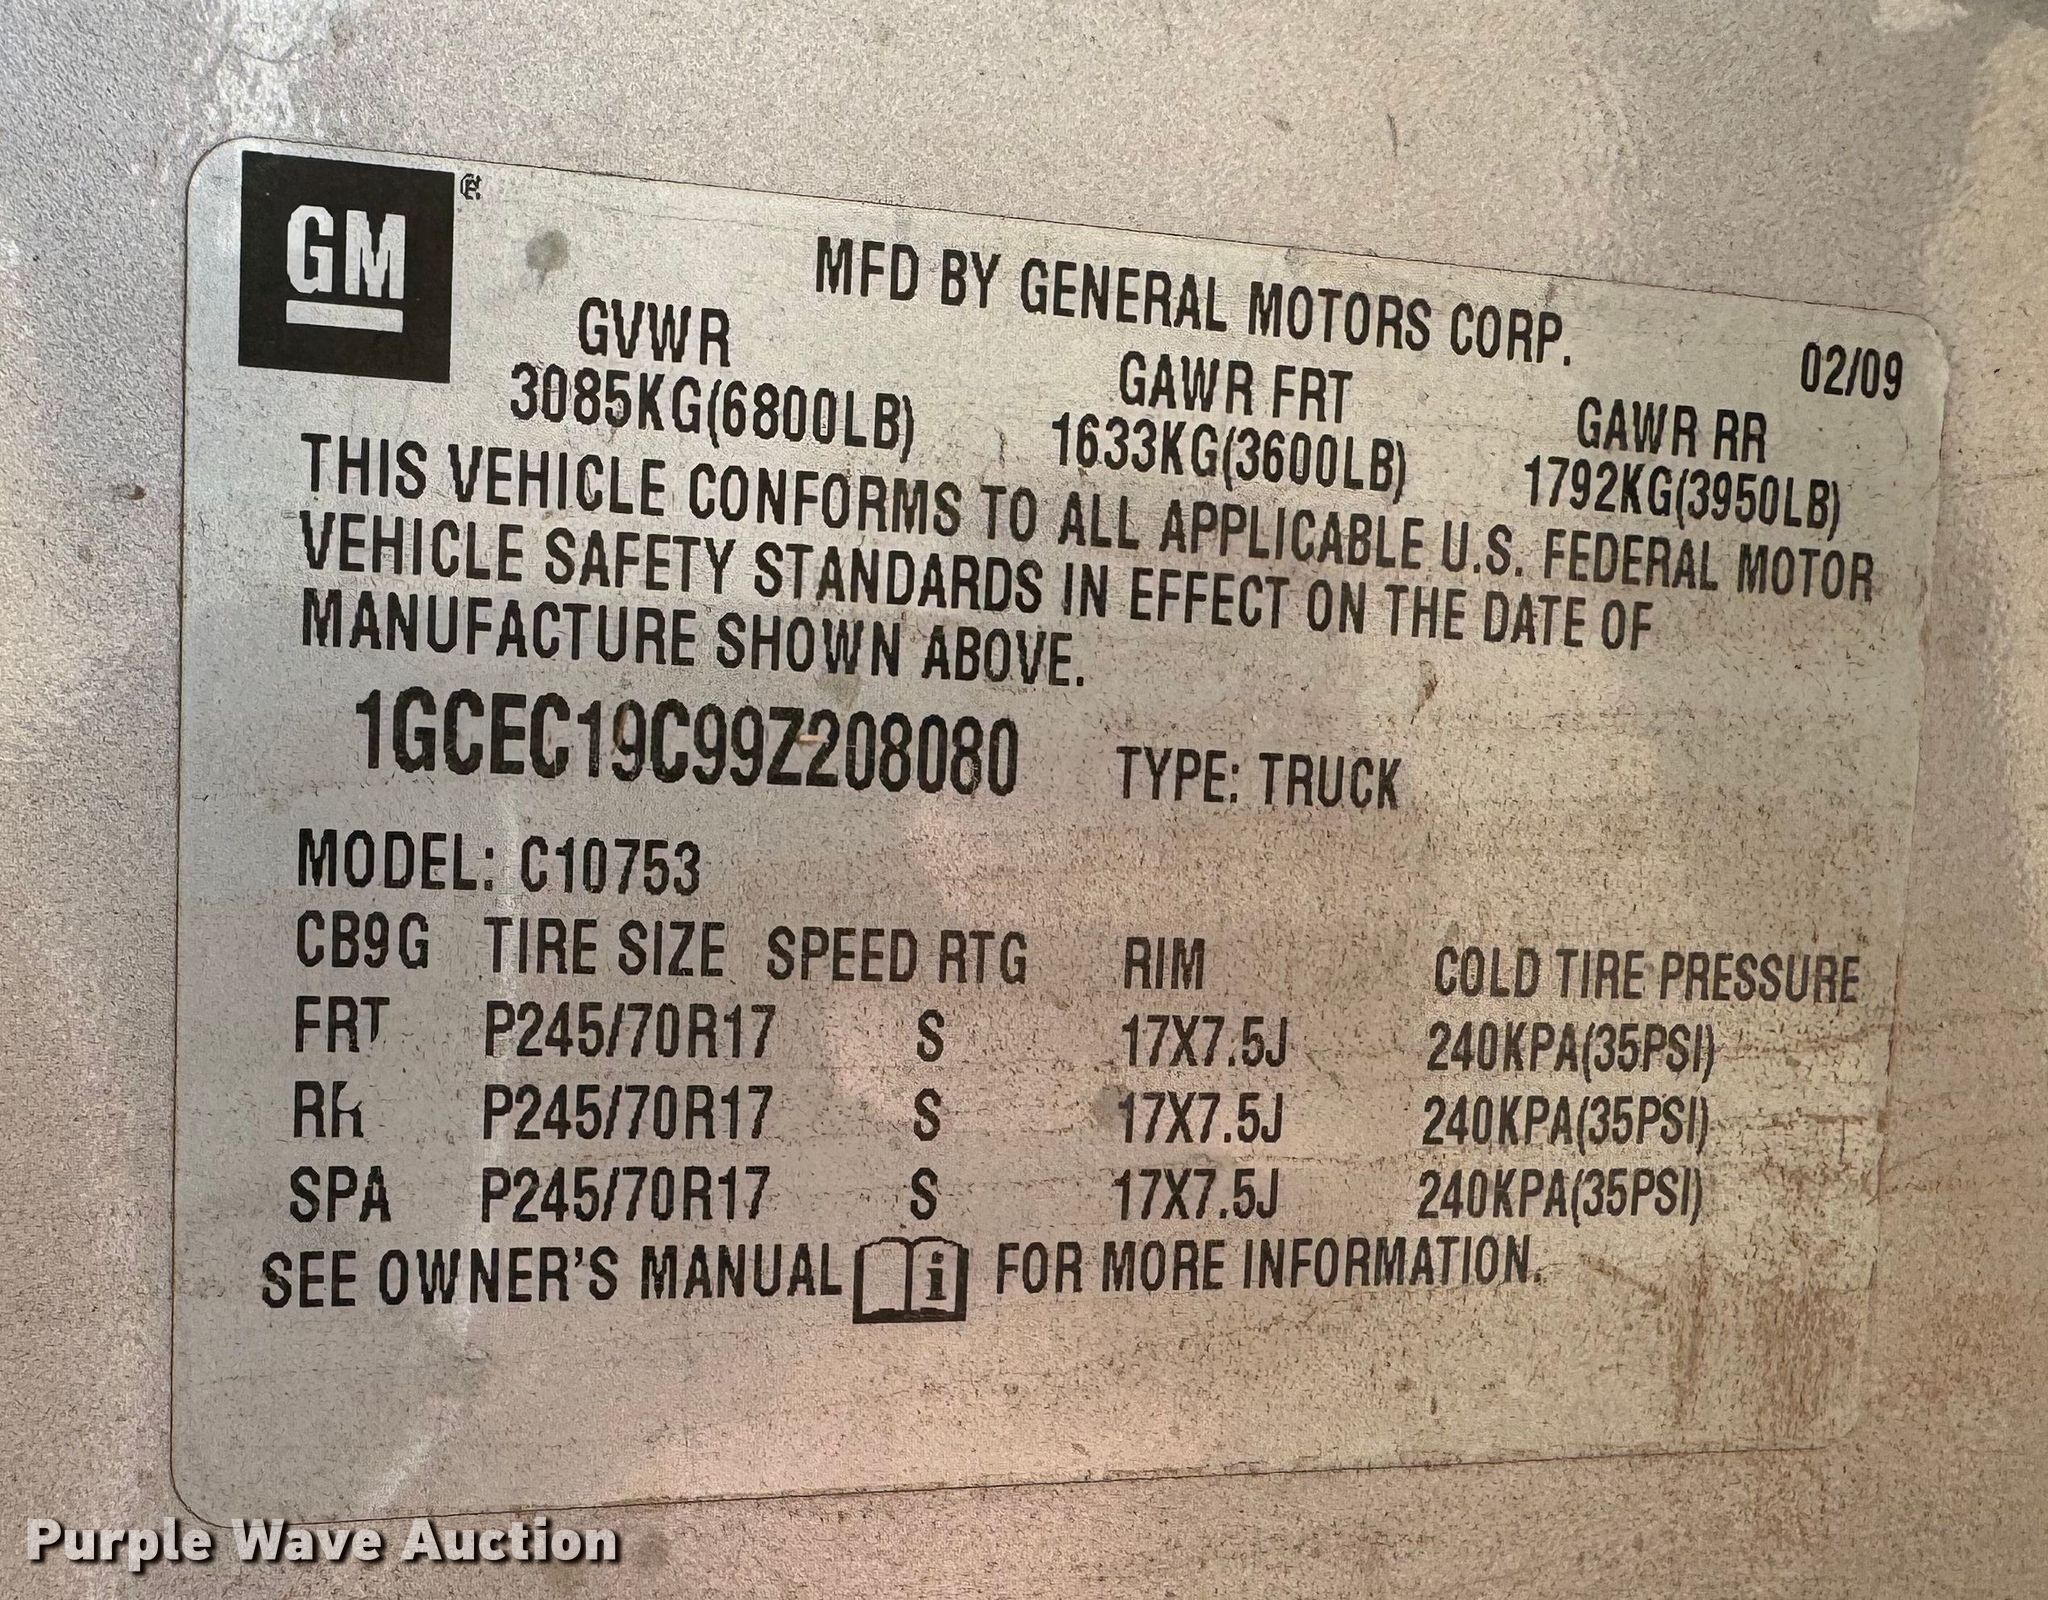 GM
MFD BY GENERAL MOTORS CORP.
02/09
GVWR GAWR FRT GAWR RR
3085KG(6800LB) 1633KG(3600LB) 1792KG(3950LB)
THIS VEHICLE CONFORMS TO ALL APPLICABLE U.S. FEDERAL MOTOR
VEHICLE SAFETY STANDARDS IN EFFECT ON THE DATE OF
MANUFACTURE SHOWN ABOVE.
1GCEC19C99Z208080 TYPE: TRUCK
MODEL: C10753
CB9G TIRE SIZE SPEED RTG RIM COLD TIRE PRESSURE
FRT P245/70R17 S 17X7.5J 240KPA(35PSI)
RR P245/70R17 S 17X7.5J 240KPA(35PSI)
SPA P245/70R17 S 17X7.5J 240KPA(35PSI)
SEE OWNER'S MANUAL i FOR MORE INFORMATION.
Purple Wave Auction